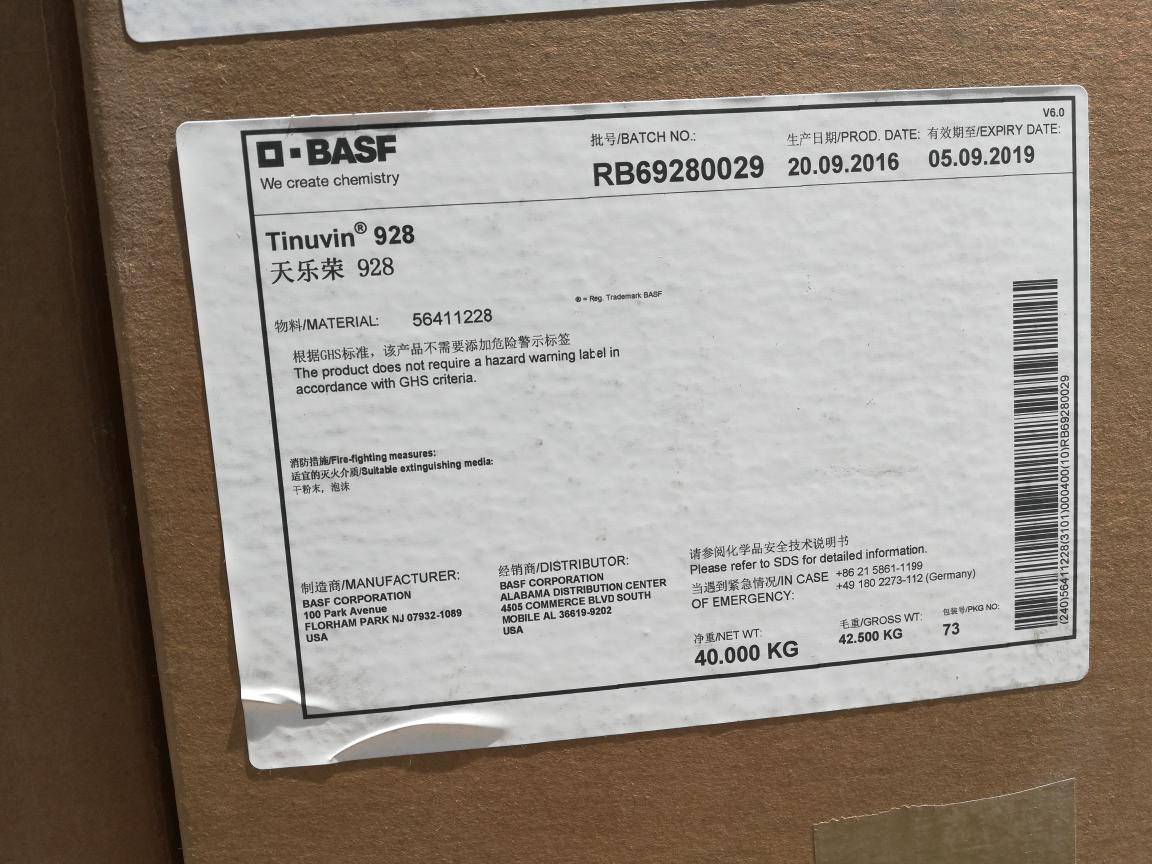 V6.0
BASF
We create chemistry
批号/BATCH NO.:
RB69280029
生产日期/PROD. DATE:
20.09.2016
有效期至/EXPIRY DATE:
05.09.2019
Tinuvin® 928
天乐荣 928
® = Reg. Trademark BASF
物料/MATERIAL: 56411228
根据GHS标准，该产品不需要添加危险警示标签
The product does not require a hazard warning label in
accordance with GHS criteria.
消防措施/Fire-fighting measures:
适宜的灭火介质/Suitable extinguishing media:
干粉末，泡沫
制造商/MANUFACTURER:
BASF CORPORATION
100 Park Avenue
FLORHAM PARK NJ 07932-1089
USA
经销商/DISTRIBUTOR:
BASF CORPORATION
ALABAMA DISTRIBUTION CENTER
4505 COMMERCE BLVD SOUTH
MOBILE AL 36619-9202
USA
请参阅化学品安全技术说明书
Please refer to SDS for detailed information.
当遇到紧急情况/IN CASE
OF EMERGENCY:
+86 21 5861-1199
+49 180 2273-112 (Germany)
净重/NET WT:
40.000 KG
毛重/GROSS WT:
42.500 KG
包装号/PKG NO:
73
(240)56411228(3101)000400(10)RB69280029